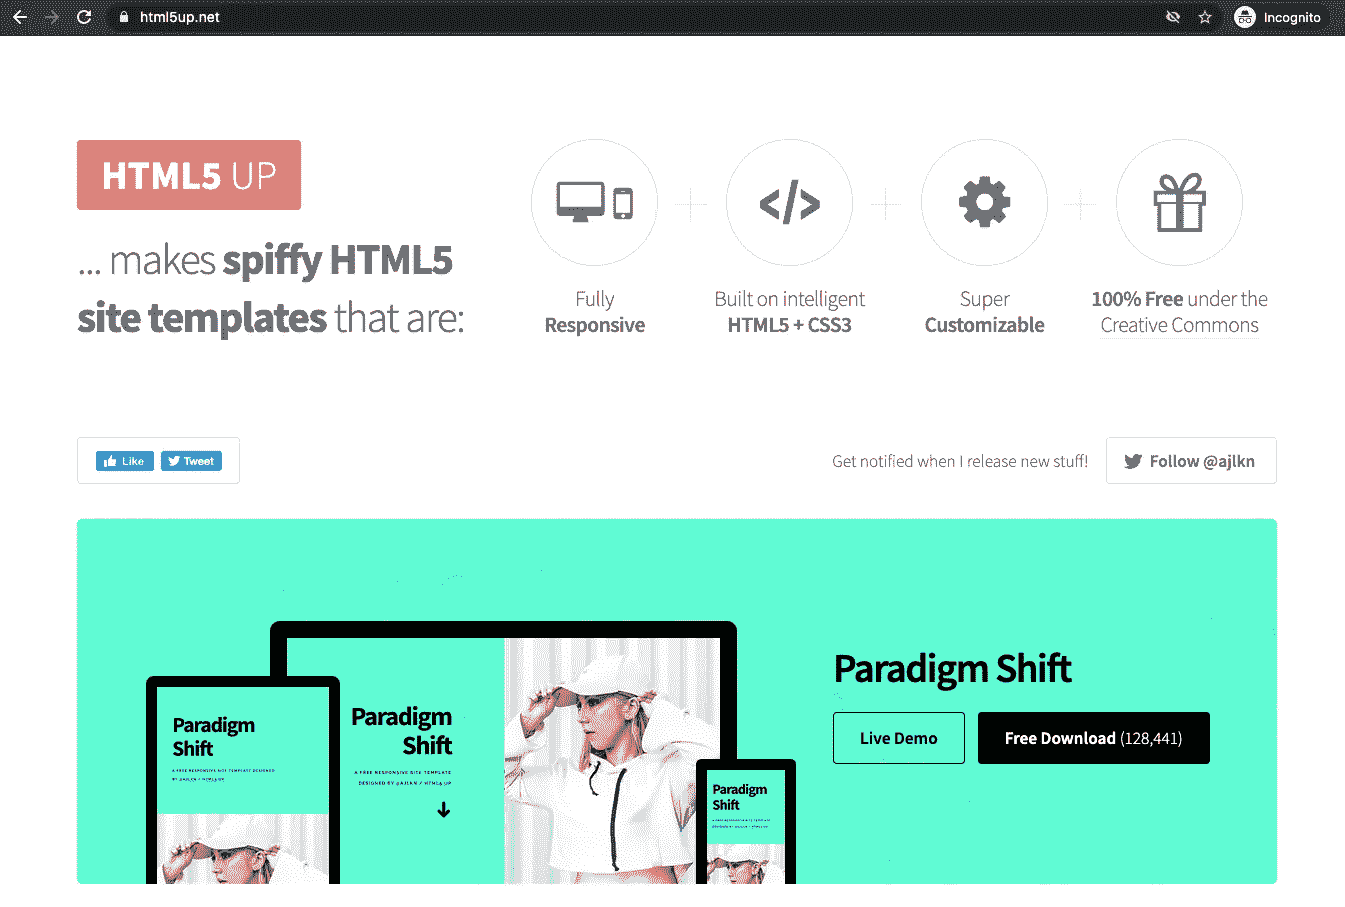 html5up.net
Incognito
HTML5 UP
... makes spiffy HTML5
site templates that are:
Fully
Responsive
Built on intelligent
HTML5 + CSS3
Super
Customizable
100% Free under the
Creative Commons
Like
Tweet
Get notified when I release new stuff!
Follow @ajlkn
Paradigm
Shift
A FREE RESPONSIVE SITE TEMPLATE DESIGNED
BY @AJLKN / HTML5 UP
Paradigm
Shift
A FREE RESPONSIVE SITE TEMPLATE
DESIGNED BY @AJLKN / HTML5 UP
Paradigm
Shift
Paradigm Shift
Live Demo
Free Download (128,441)